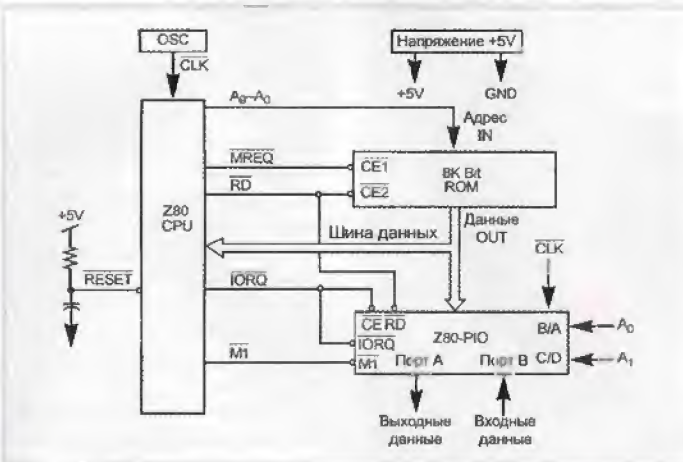 OSC
CLK
Напряжение +5V
+5V
GND
A9–A0
Адрес
IN
MREQ
CE1
8K Bit
ROM
RD
CE2
Z80
CPU
+5V
Шина данных
Данные
OUT
CLK
RESET
IORQ
CE RD
B/A
A0
Z80-PIO
IORQ
M1
M1
Порт A
Порт B
C/D
A1
Выходные
данные
Входные
данные